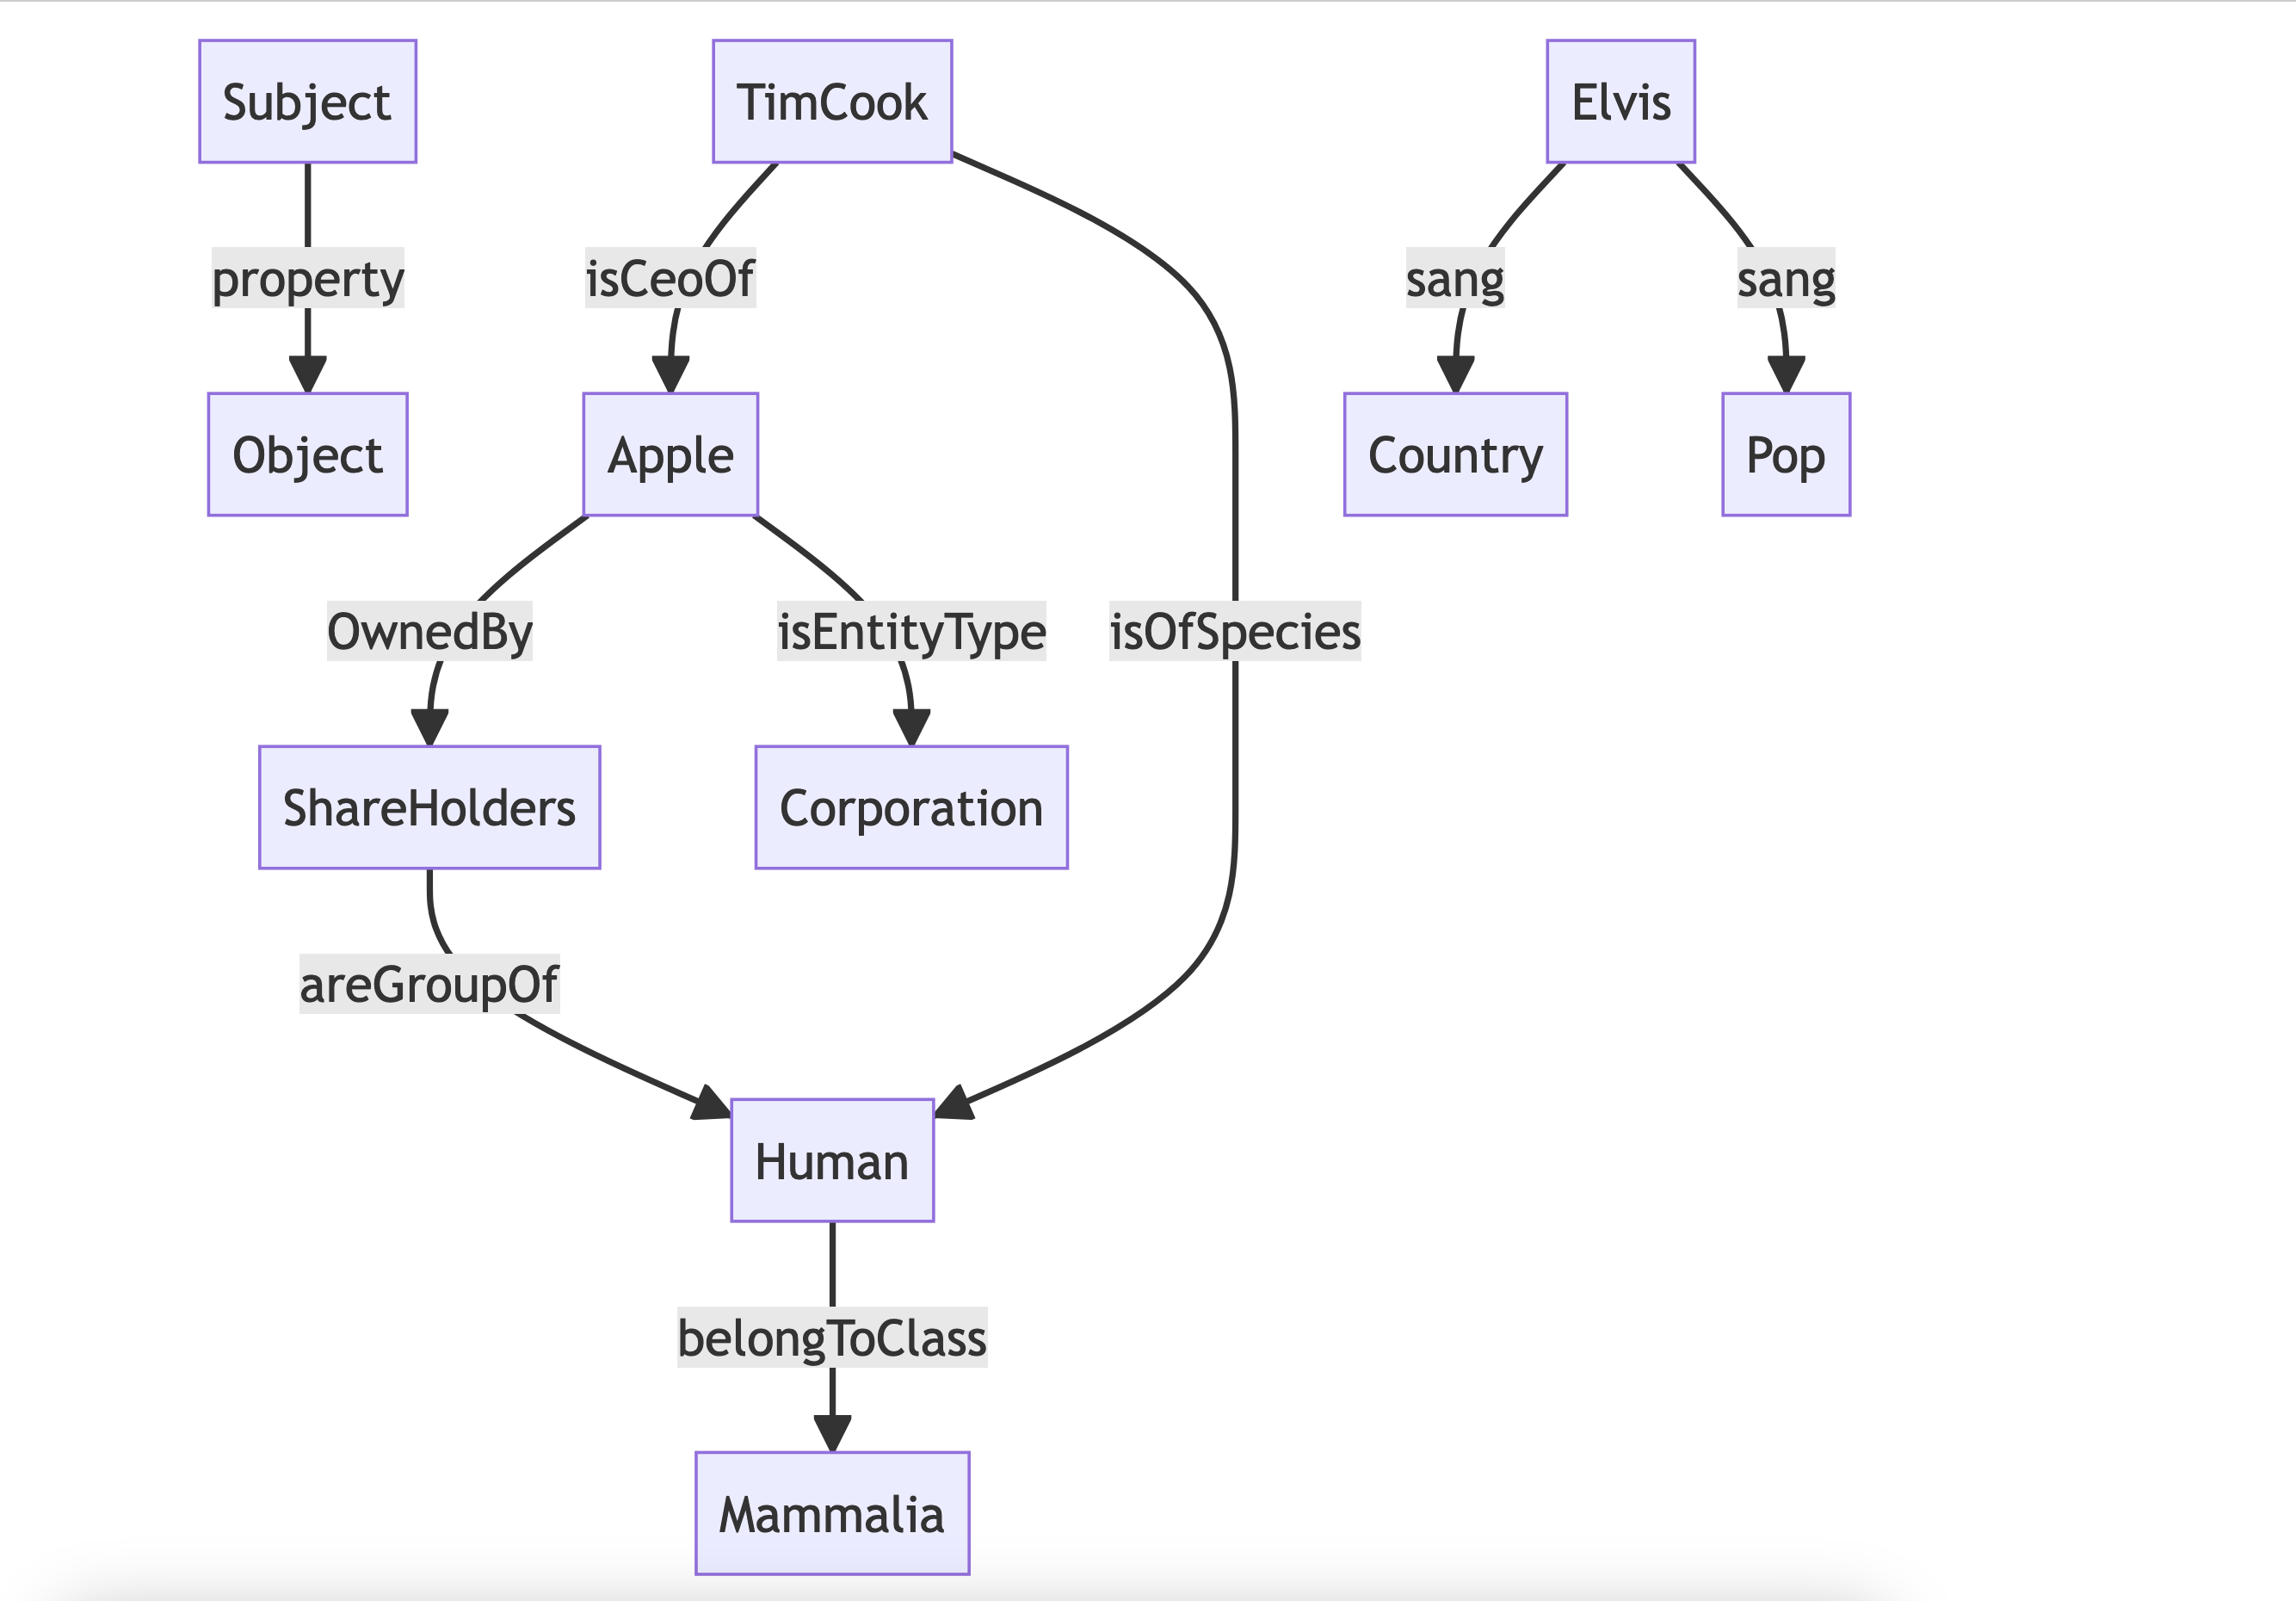 Subject
TimCook
Elvis
property
isCeoOf
sang
sang
Object
Apple
Country
Pop
OwnedBy
isEntityType
isOfSpecies
ShareHolders
Corporation
areGroupOf
Human
belongToClass
Mammalia